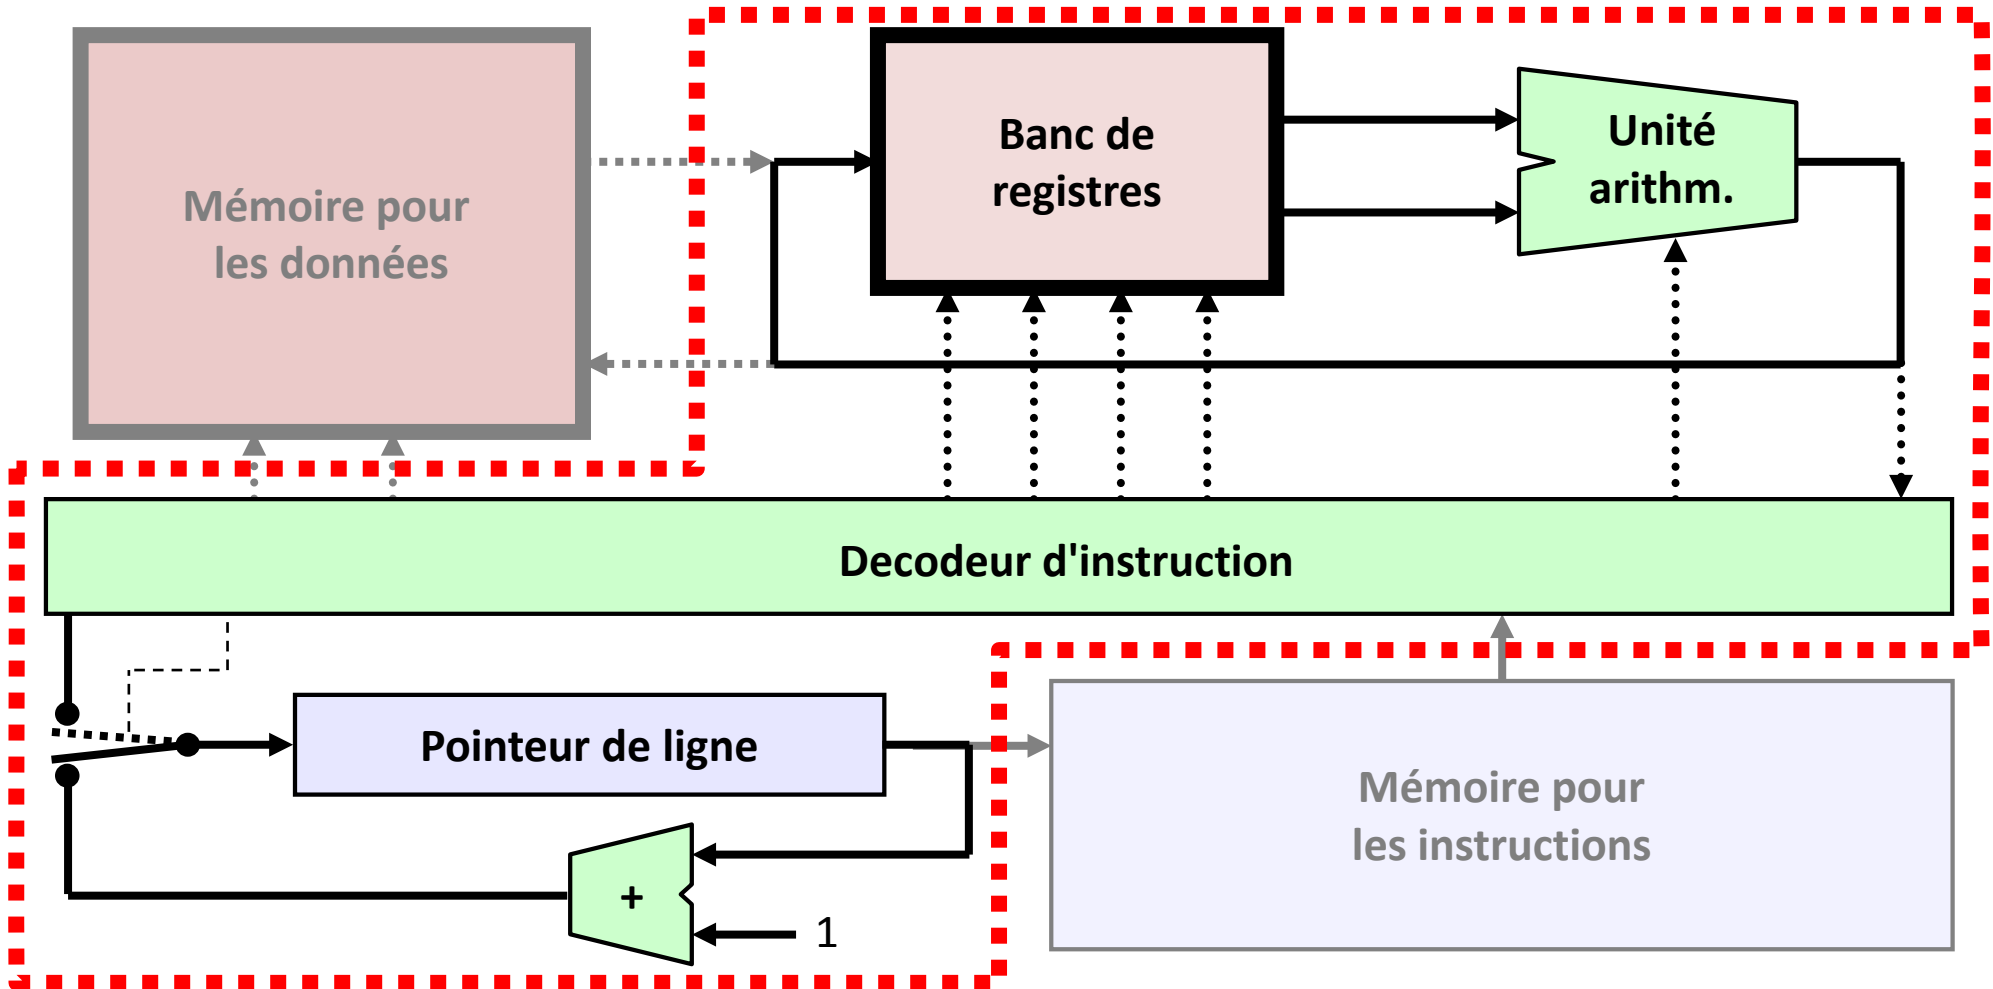 Mémoire pour
les données
Banc de
registres
Unité
arithm.
Decodeur d'instruction
Pointeur de ligne
Mémoire pour
les instructions
+
1